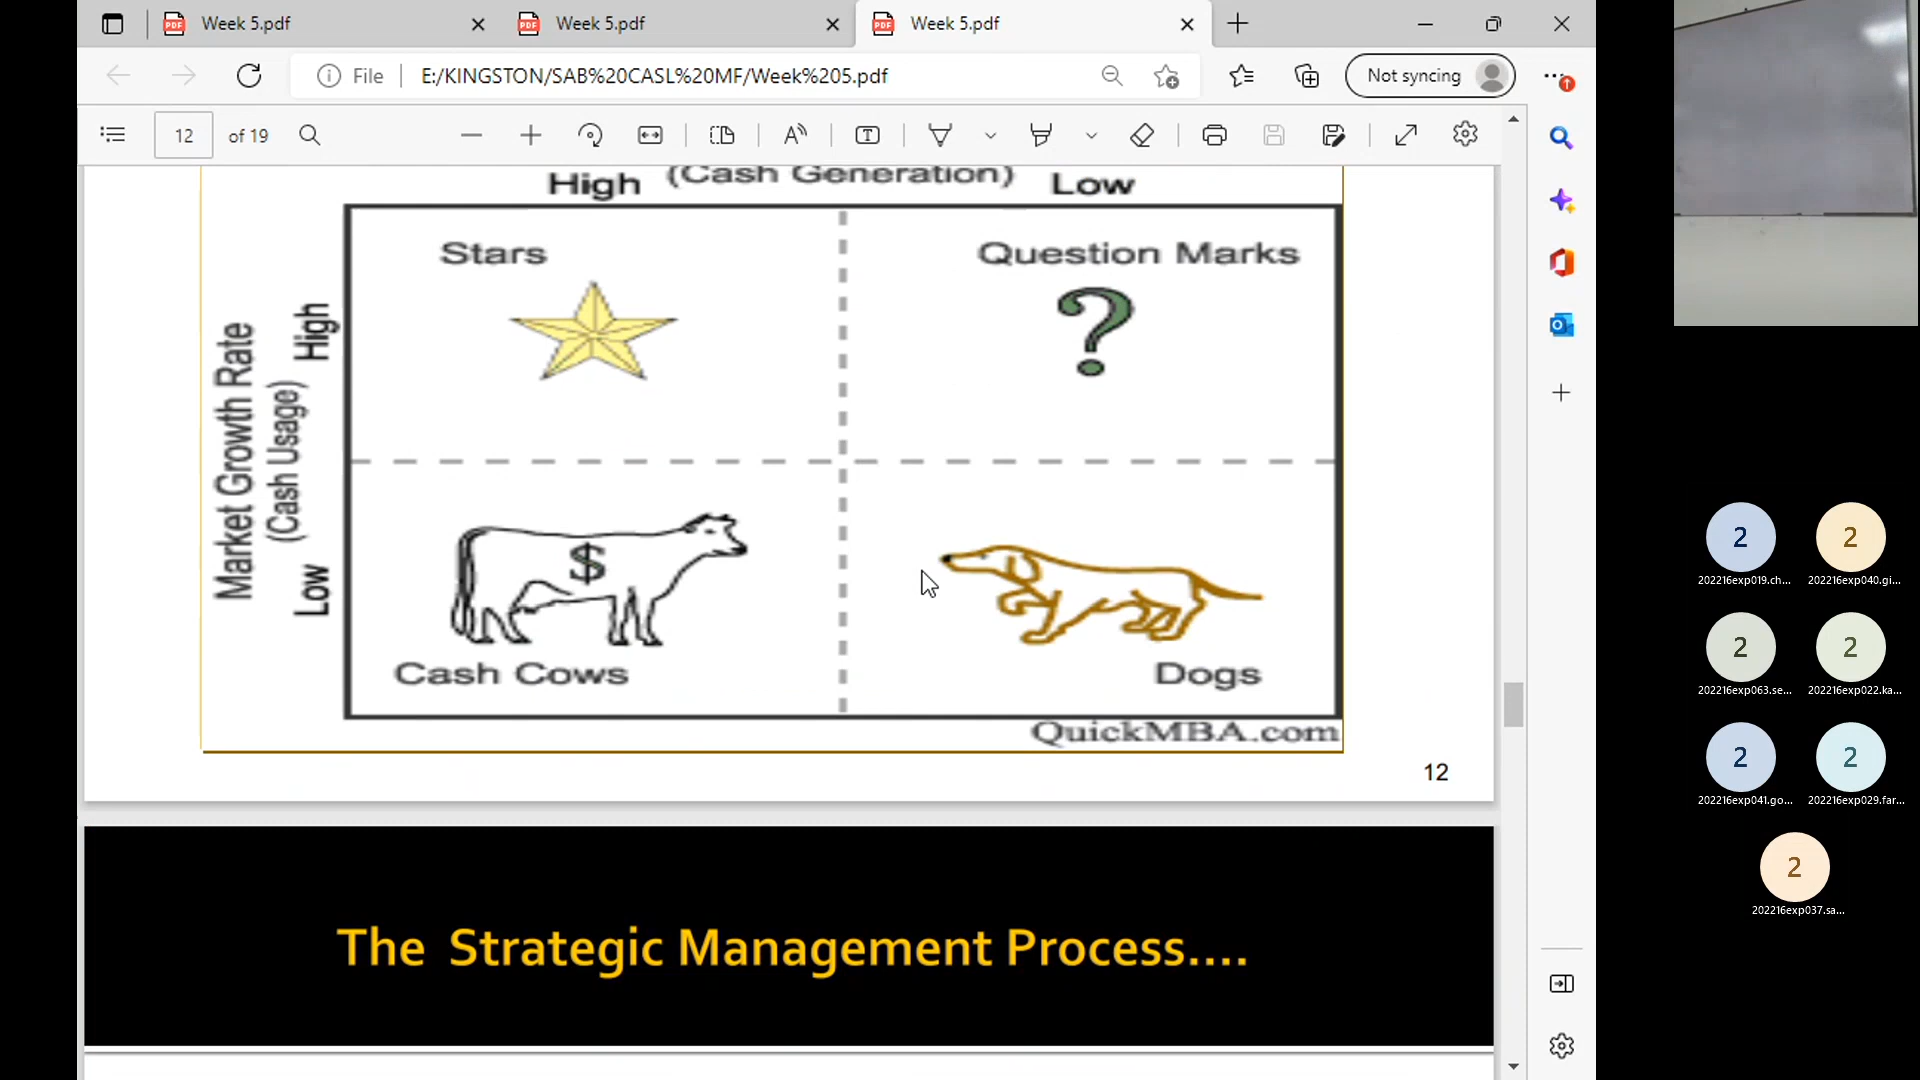 Week 5.pdf
Week 5.pdf
Week 5.pdf
File
E:/KINGSTON/SAB%20CASL%20MF/Week%205.pdf
Not syncing
12 of 19
High (Cash Generation) Low
Stars
Question Marks
?
Market Growth Rate
(Cash Usage)
High
Low
$
Cash Cows
Dogs
QuickMBA.com
12
The Strategic Management Process....
2
202216exp019.ch...
2
202216exp040.gi...
2
202216exp063.se...
2
202216exp022.ka...
2
202216exp041.go...
2
202216exp029.far...
2
202216exp037.sa...